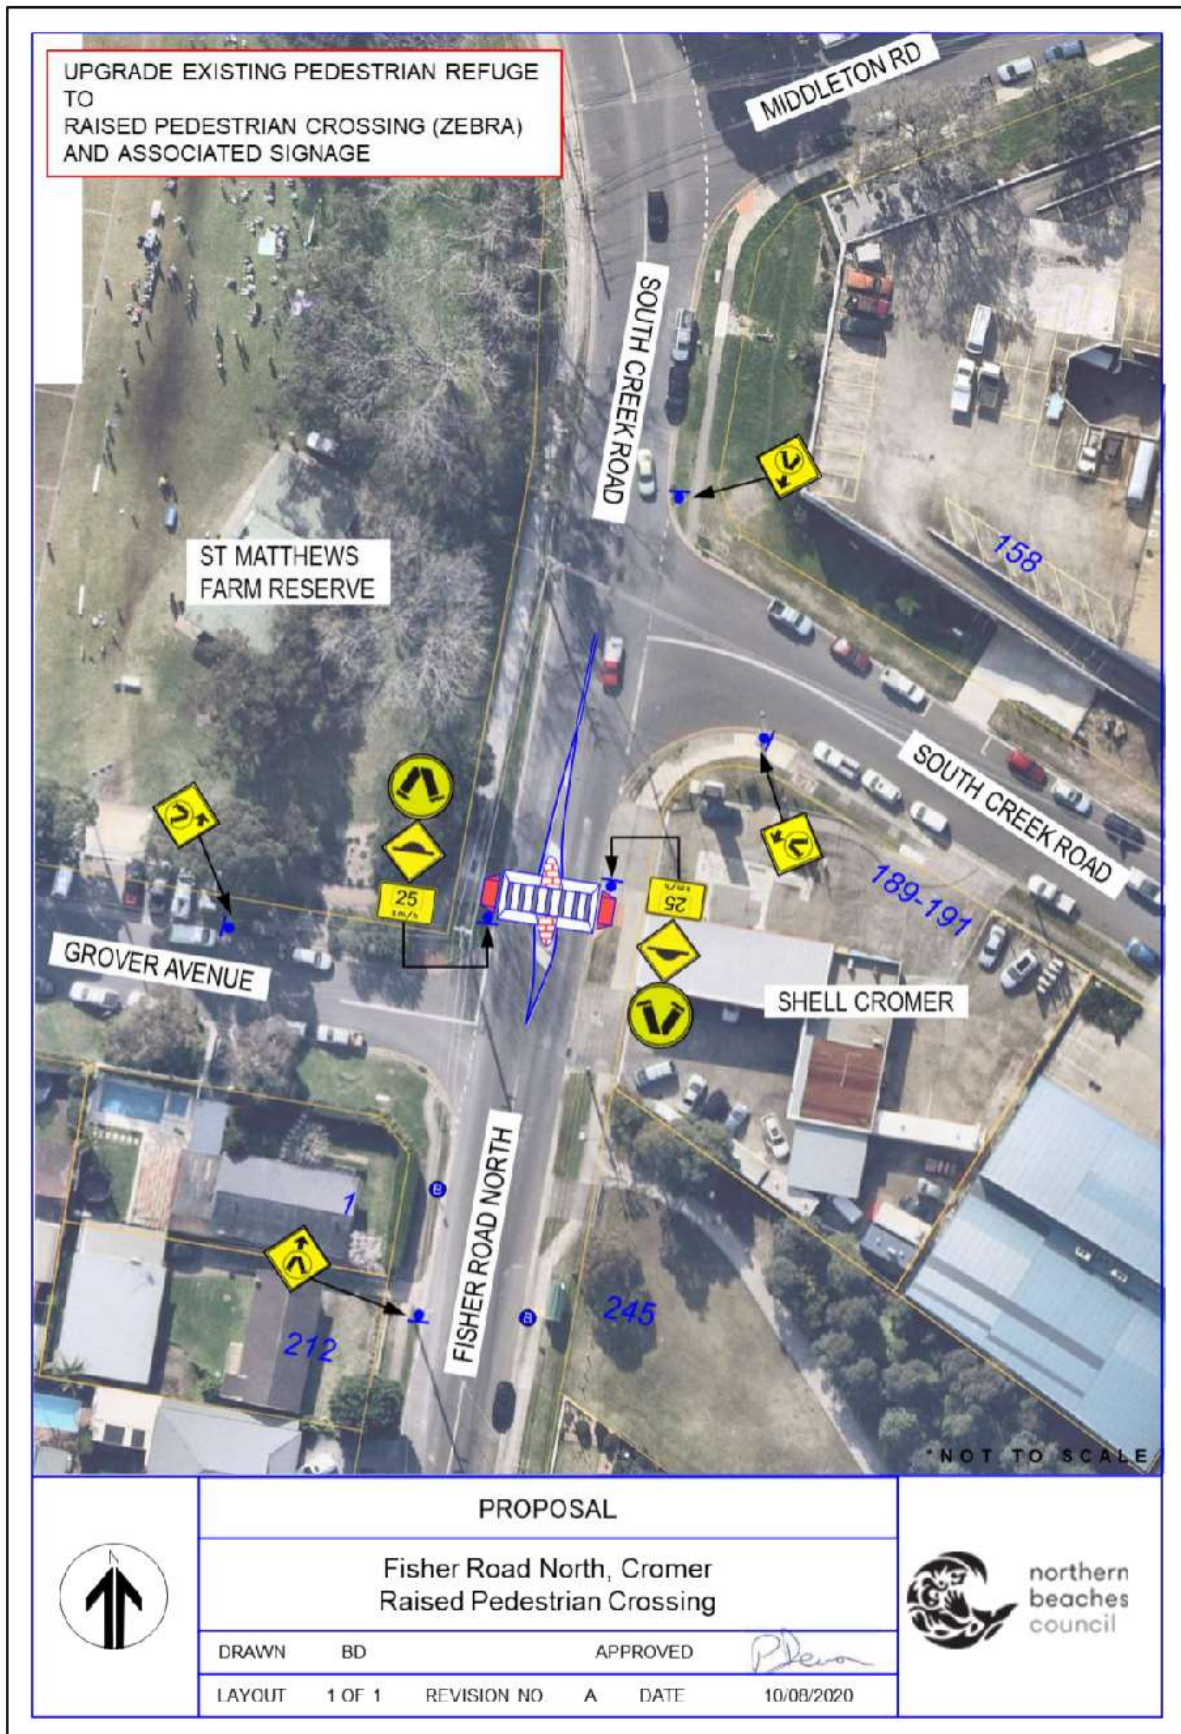 UPGRADE EXISTING PEDESTRIAN REFUGE
TO
RAISED PEDESTRIAN CROSSING (ZEBRA)
AND ASSOCIATED SIGNAGE
MIDDLETON RD
SOUTH CREEK ROAD
158
ST MATTHEWS
FARM RESERVE
SOUTH CREEK ROAD
189-191
25
km/h
25
km/h
GROVER AVENUE
SHELL CROMER
1
B
FISHER ROAD NORTH
B
245
212
*NOT TO SCALE
N
PROPOSAL
Fisher Road North, Cromer
Raised Pedestrian Crossing
DRAWN BD APPROVED
LAYOUT 1 OF 1 REVISION NO. A DATE 10/08/2020
northern
beaches
council